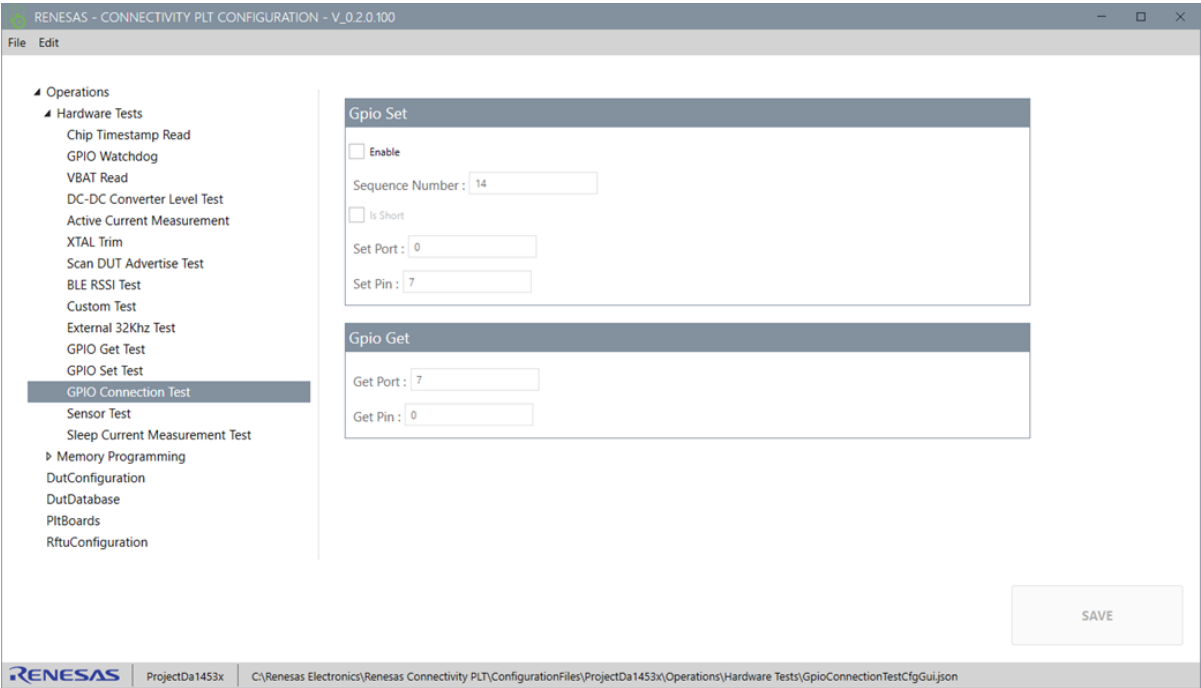 RENESAS - CONNECTIVITY PLT CONFIGURATION - V_0.2.0.100
File Edit
Operations
Hardware Tests
Chip Timestamp Read
GPIO Watchdog
VBAT Read
DC-DC Converter Level Test
Active Current Measurement
XTAL Trim
Scan DUT Advertise Test
BLE RSSI Test
Custom Test
External 32Khz Test
GPIO Get Test
GPIO Set Test
GPIO Connection Test
Sensor Test
Sleep Current Measurement Test
Memory Programming
DutConfiguration
DutDatabase
PltBoards
RftuConfiguration
Gpio Set
Enable
Sequence Number : 14
Is Short
Set Port : 0
Set Pin : 7
Gpio Get
Get Port : 7
Get Pin : 0
SAVE
RENESAS ProjectDa1453x C:\Renesas Electronics\Renesas Connectivity PLT\ConfigurationFiles\ProjectDa1453x\Operations\Hardware Tests\GpioConnectionTestCfgGui.json